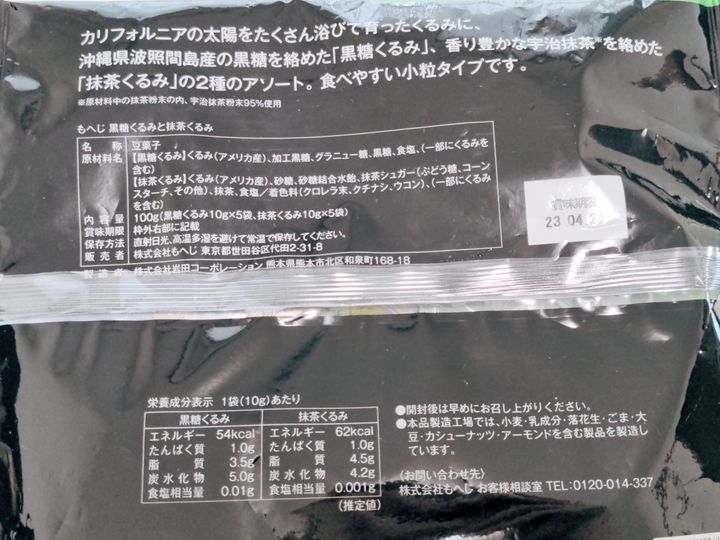 カリフォルニアの太陽をたくさん浴びて育ったくるみに、
沖縄県波照間島産の黒糖を絡めた「黒糖くるみ」、香り豊かな宇治抹茶※を絡めた
「抹茶くるみ」の2種のアソート。食べやすい小粒タイプです。
※原材料中の抹茶粉末の内、宇治抹茶粉末95%使用
もへじ 黒糖くるみと抹茶くるみ
名称 豆菓子
原材料名 【黒糖くるみ】くるみ(アメリカ産)、加工黒糖、グラニュー糖、黒糖、食塩、(一部にくるみを
含む)
【抹茶くるみ】くるみ(アメリカ産)、砂糖、砂糖結合水飴、抹茶シュガー(ぶどう糖、コーン
スターチ、その他)、抹茶、食塩/着色料(クロレラ末、クチナシ、ウコン)、(一部にくるみ
を含む)
内容量 100g(黒糖くるみ10g×5袋、抹茶くるみ10g×5袋)
賞味期限 枠外右部に記載
保存方法 直射日光、高温多湿を避けて常温で保存してください。
販売者 株式会社もへじ 東京都世田谷区代田2-31-8
製造者 株式会社岩田コーポレーション 熊本県熊本市北区和泉町168-18
賞味期限
23 04.24
栄養成分表示 1袋(10g)あたり
黒糖くるみ 抹茶くるみ
エネルギー 54kcal エネルギー 62kcal
たんぱく質 1.0g たんぱく質 1.0g
脂質 3.5g 脂質 4.5g
炭水化物 5.0g 炭水化物 4.2g
食塩相当量 0.01g 食塩相当量 0.001g
(推定値)
●開封後は早めにお召し上がりください。
●本品製造工場では、小麦・乳成分・落花生・ごま・大
豆・カシューナッツ・アーモンドを含む製品を製造し
ています。
〈お問い合わせ先〉
株式会社もへじ お客様相談室 TEL:0120-014-337